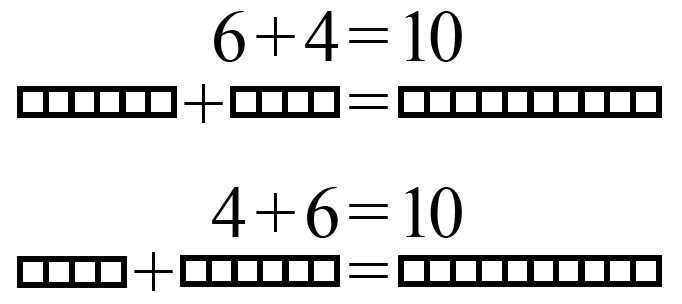 6+4=10
+ =
4+6=10
+ =